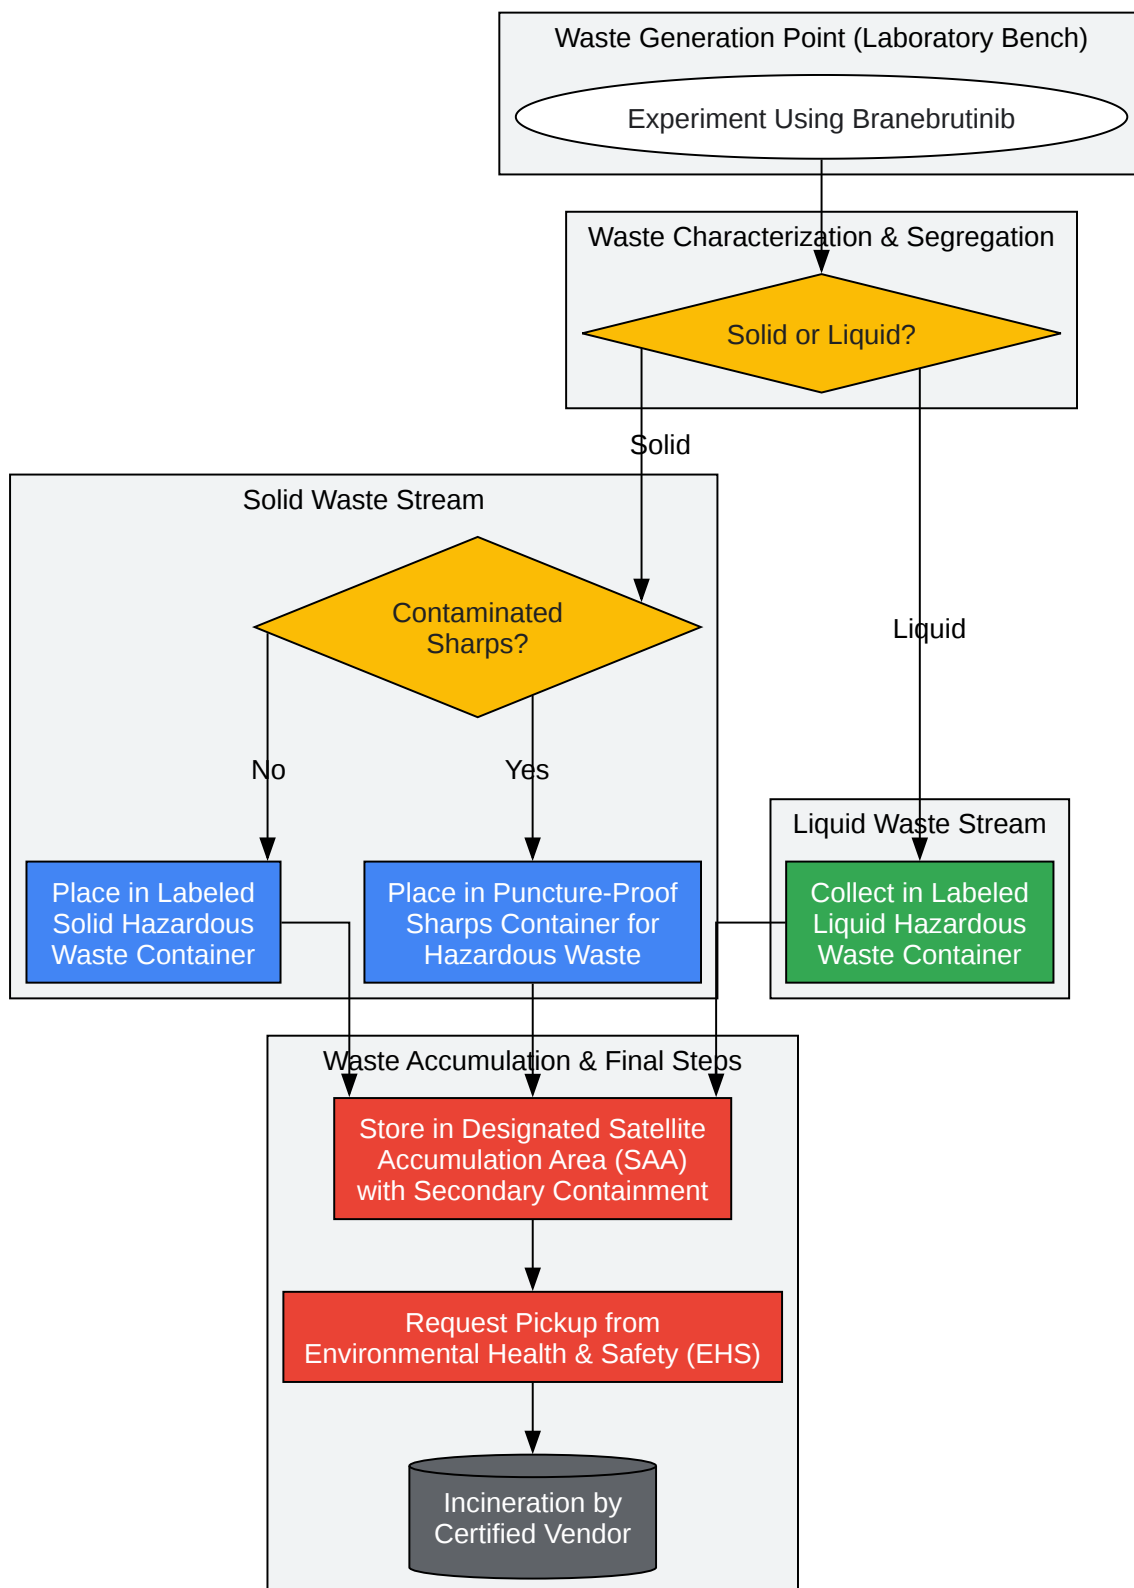 Waste Generation Point (Laboratory Bench)
Experiment Using Branebrutinib
Waste Characterization & Segregation
Solid or Liquid?
Solid
Solid Waste Stream
Contaminated
Sharps?
Liquid
No
Yes
Liquid Waste Stream
Place in Labeled
Solid Hazardous
Waste Container
Place in Puncture-Proof
Sharps Container for
Hazardous Waste
Collect in Labeled
Liquid Hazardous
Waste Container
Waste Accumulation & Final Steps
Store in Designated Satellite
Accumulation Area (SAA)
with Secondary Containment
Request Pickup from
Environmental Health & Safety (EHS)
Incineration by
Certified Vendor